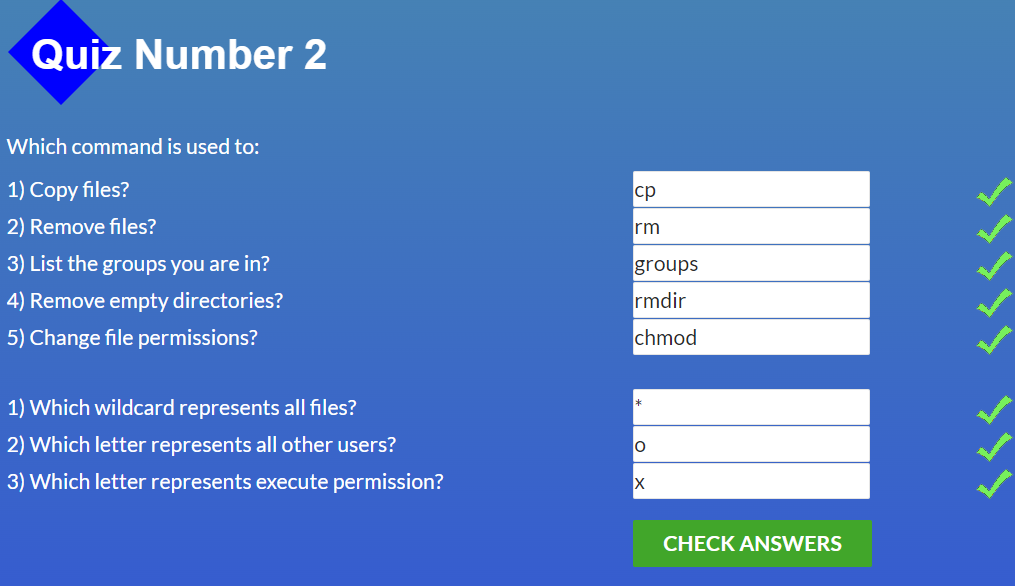 Quiz Number 2
Which command is used to:
1) Copy files? cp
2) Remove files? rm
3) List the groups you are in? groups
4) Remove empty directories? rmdir
5) Change file permissions? chmod
1) Which wildcard represents all files? *
2) Which letter represents all other users? o
3) Which letter represents execute permission? x
CHECK ANSWERS